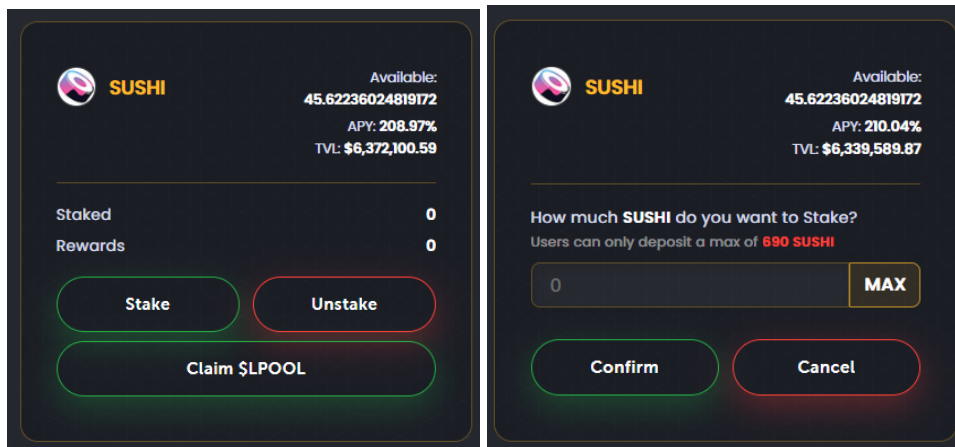 SUSHI
Available:
45.62236024819172
APY: 208.97%
TVL: $6,372,100.59
Staked 0
Rewards 0
Stake Unstake
Claim $LPOOL
SUSHI
Available:
45.62236024819172
APY: 210.04%
TVL: $6,339,589.87
How much SUSHI do you want to Stake?
Users can only deposit a max of 690 SUSHI
0 MAX
Confirm Cancel